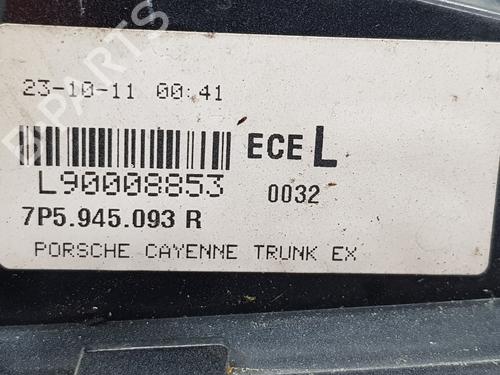 B-PARTS
23-10-11 00:41
ECE L
L90008853
0032
7P5.945.093 R
PORSCHE CAYENNE TRUNK EX